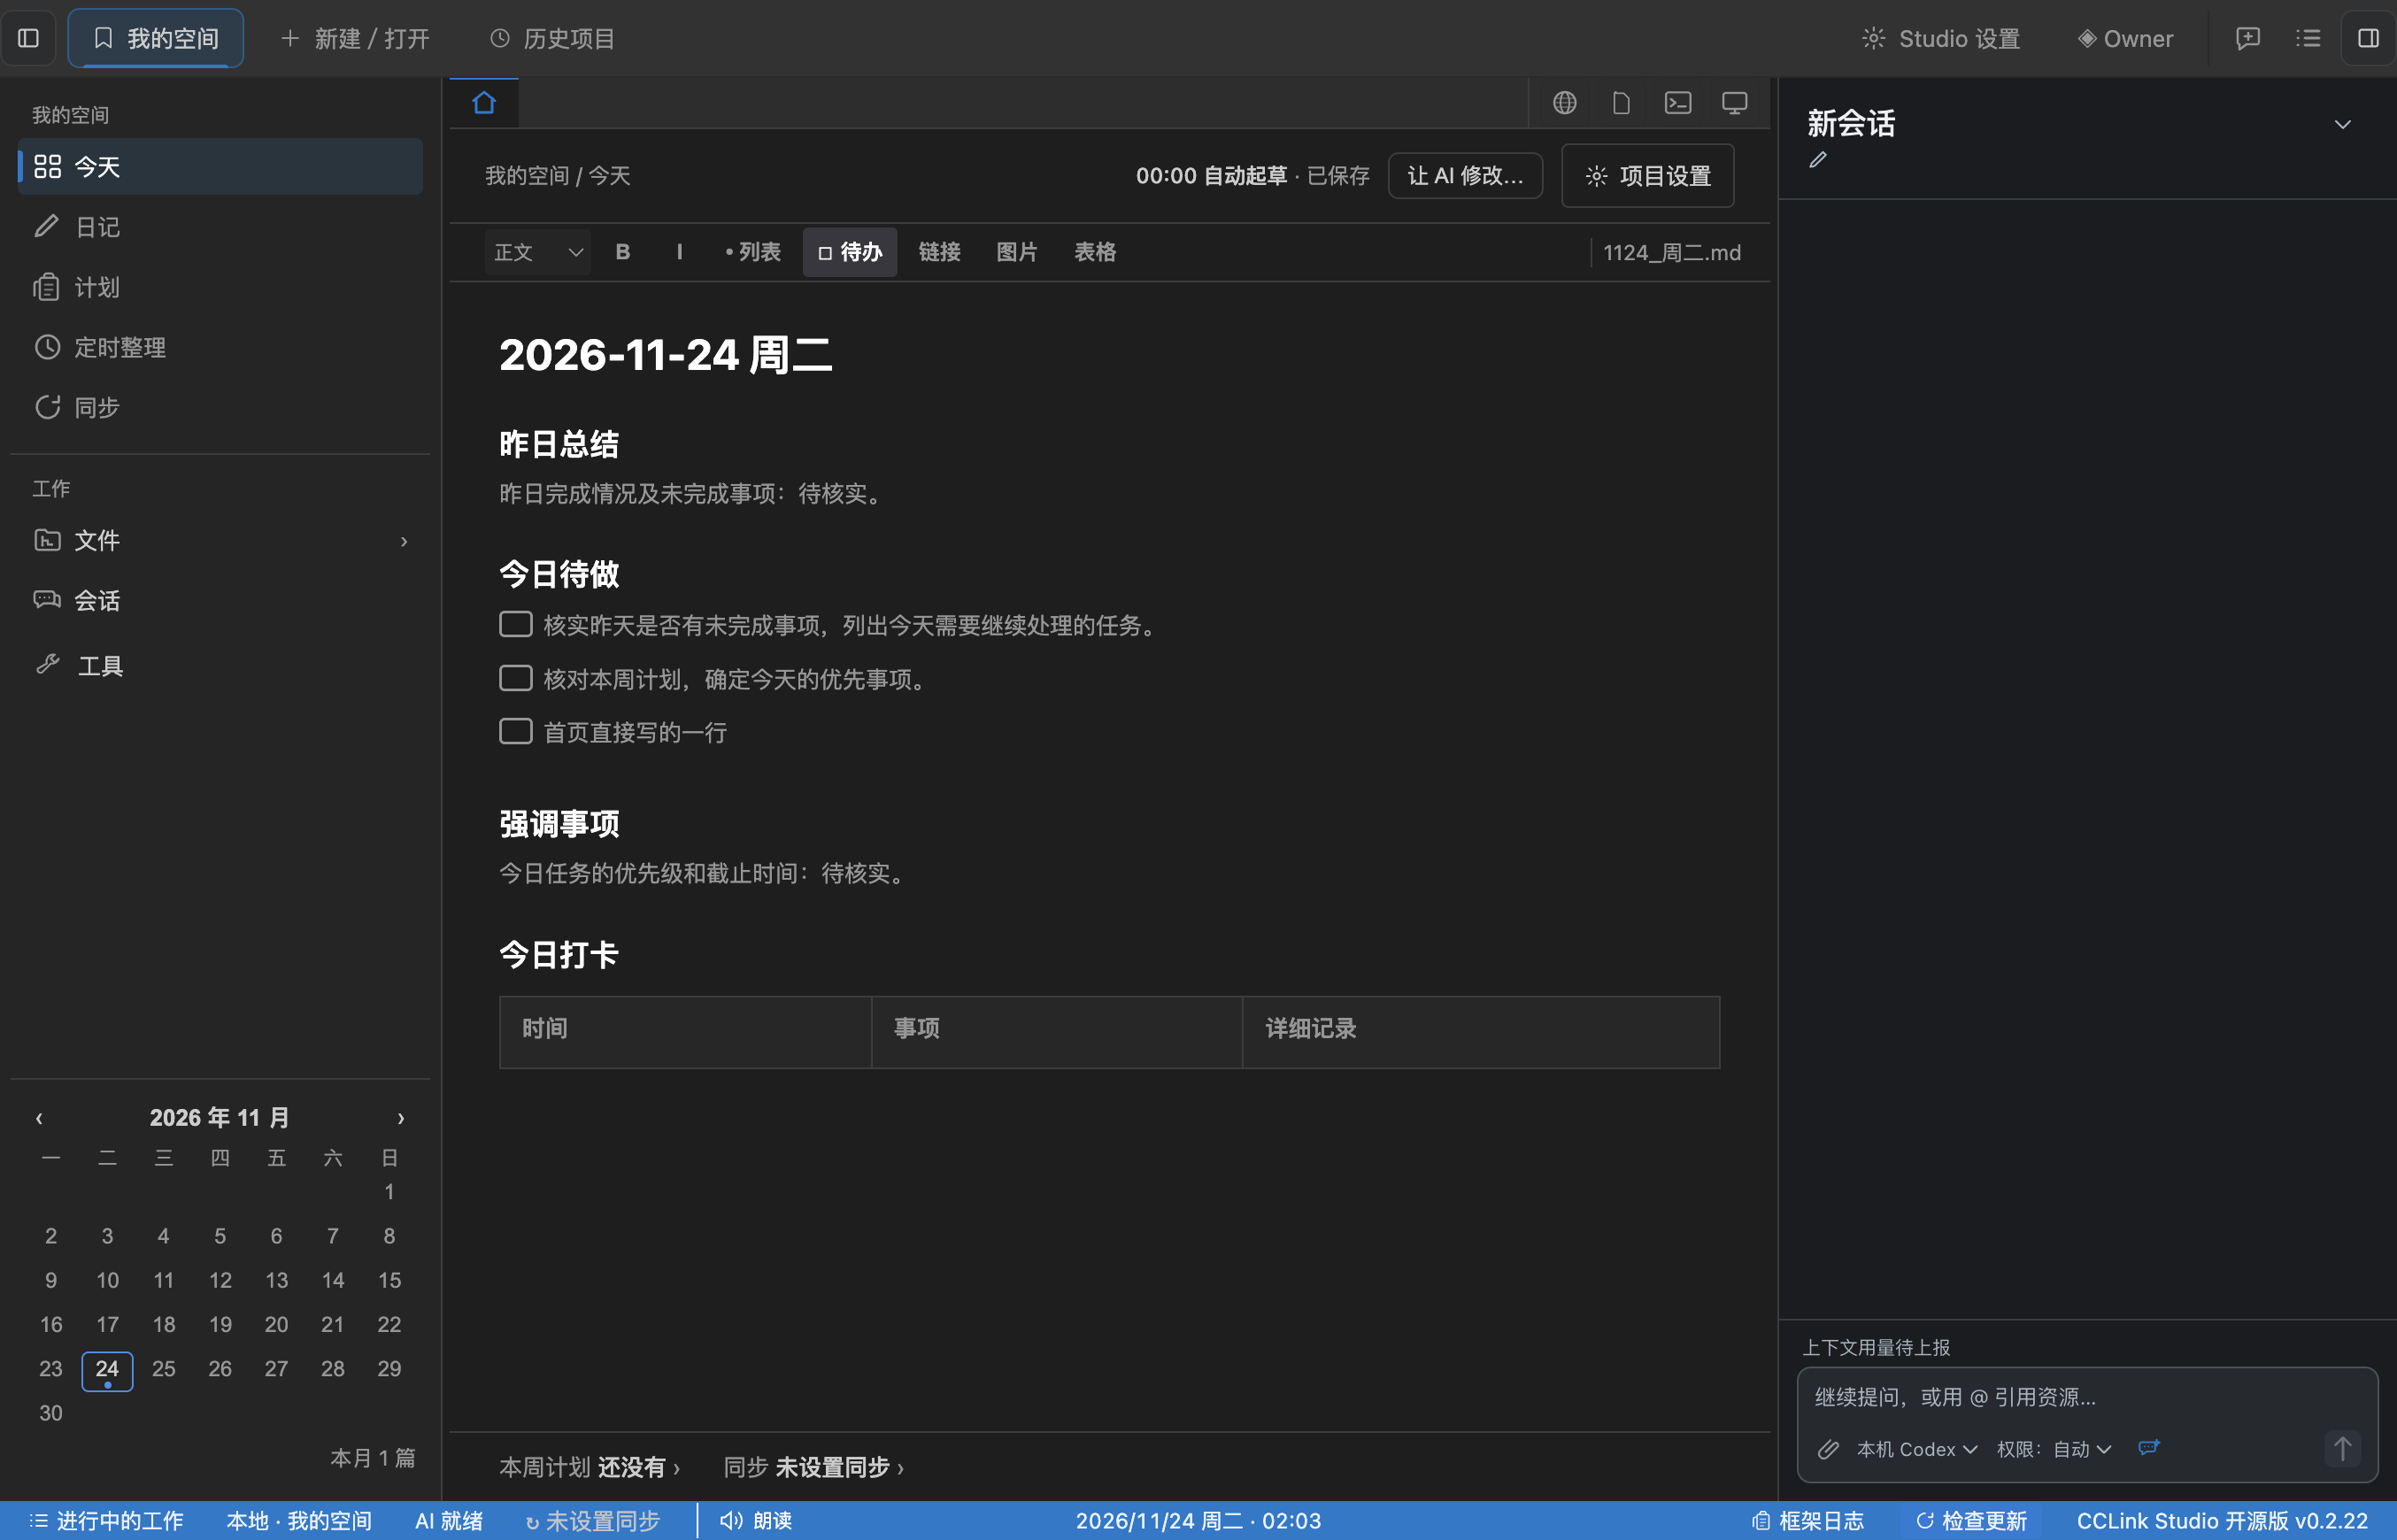 我的空间
新建 / 打开
历史项目
Studio 设置
Owner
我的空间
今天
日记
计划
定时整理
同步
工作
文件
会话
工具
2026 年 11 月
一 二 三 四 五 六 日
1
2 3 4 5 6 7 8
9 10 11 12 13 14 15
16 17 18 19 20 21 22
23 24 25 26 27 28 29
30
本月 1 篇
我的空间 / 今天
00:00 自动起草 · 已保存
让 AI 修改...
项目设置
正文
B
I
• 列表
待办
链接
图片
表格
1124_周二.md
2026-11-24 周二
昨日总结
昨日完成情况及未完成事项：待核实。
今日待做
核实昨天是否有未完成事项，列出今天需要继续处理的任务。
核对本周计划，确定今天的优先事项。
首页直接写的一行
强调事项
今日任务的优先级和截止时间：待核实。
今日打卡
时间 事项 详细记录
本周计划 还没有 ›
同步 未设置同步 ›
新会话
上下文用量待上报
继续提问，或用 @ 引用资源...
本机 Codex
权限：自动
进行中的工作
本地 · 我的空间
AI 就绪
未设置同步
朗读
2026/11/24 周二 · 02:03
框架日志
检查更新
CCLink Studio 开源版 v0.2.22